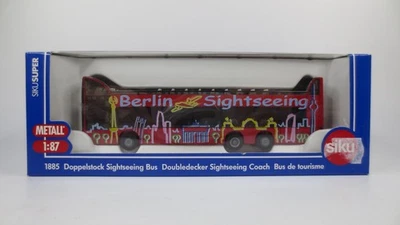 SIKU SUPER
Berlin Sightseeing
METALL
1:87
siku
1885 Doppelstock Sightseeing Bus Doubledecker Sightseeing Coach Bus de tourisme